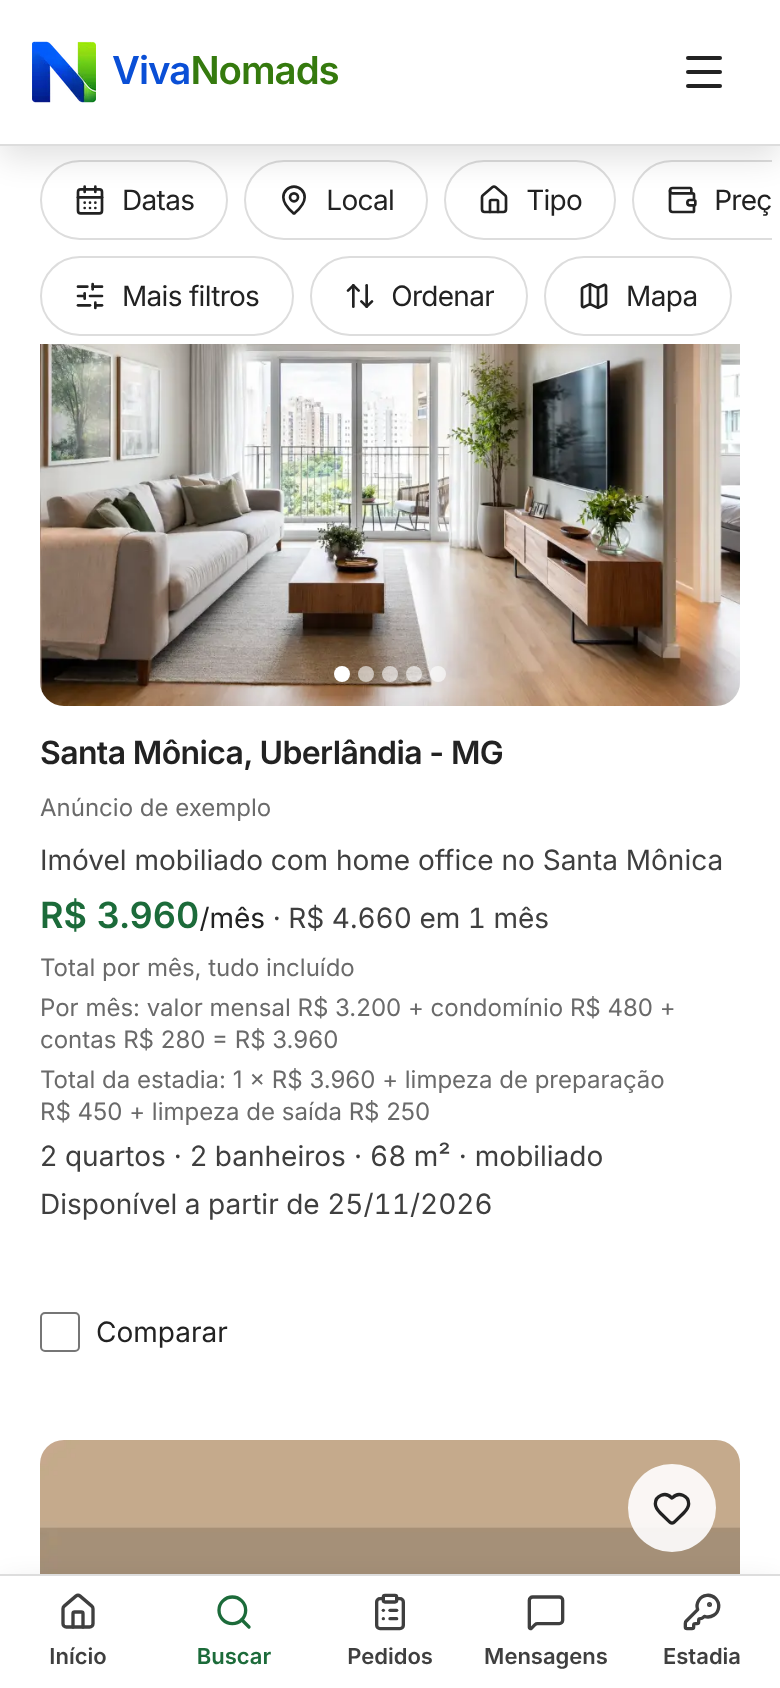 VivaNomads
Datas
Local
Tipo
Preç
Mais filtros
Ordenar
Mapa
Santa Mônica, Uberlândia - MG
Anúncio de exemplo
Imóvel mobiliado com home office no Santa Mônica
R$ 3.960/mês · R$ 4.660 em 1 mês
Total por mês, tudo incluído
Por mês: valor mensal R$ 3.200 + condomínio R$ 480 +
contas R$ 280 = R$ 3.960
Total da estadia: 1 × R$ 3.960 + limpeza de preparação
R$ 450 + limpeza de saída R$ 250
2 quartos · 2 banheiros · 68 m² · mobiliado
Disponível a partir de 25/11/2026
Comparar
Início
Buscar
Pedidos
Mensagens
Estadia